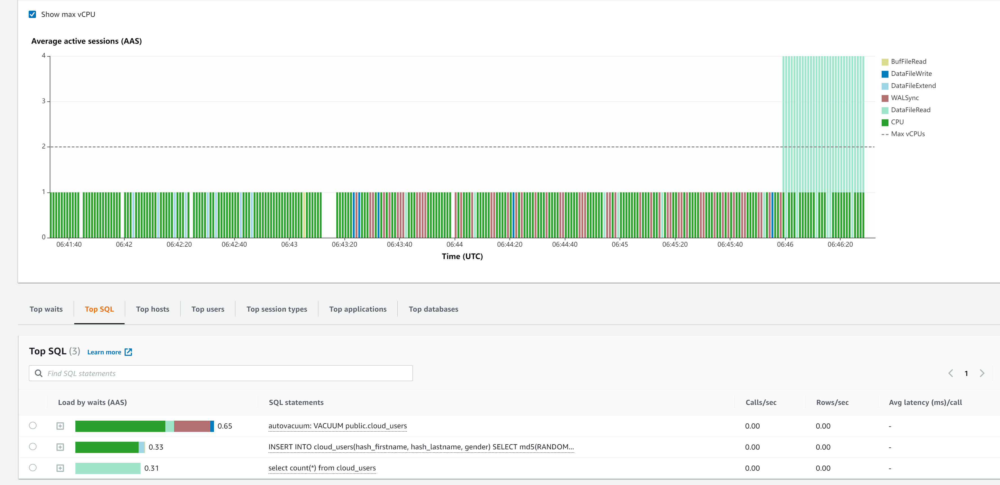 Show max vCPU
Average active sessions (AAS)
4
3
2
1
0
06:41:40 06:42 06:42:20 06:42:40 06:43 06:43:20 06:43:40 06:44 06:44:20 06:44:40 06:45 06:45:20 06:45:40 06:46 06:46:20
Time (UTC)
BufFileRead
DataFileWrite
DataFileExtend
WALSync
DataFileRead
CPU
Max vCPUs
Top waits Top SQL Top hosts Top users Top session types Top applications Top databases
Top SQL (3) Learn more
Find SQL statements
1
Load by waits (AAS) SQL statements Calls/sec Rows/sec Avg latency (ms)/call
0.65 autovacuum: VACUUM public.cloud_users 0.00 0.00 -
0.33 INSERT INTO cloud_users(hash_firstname, hash_lastname, gender) SELECT md5(RANDOM... 0.00 0.00 -
0.31 select count(*) from cloud_users 0.00 0.00 -